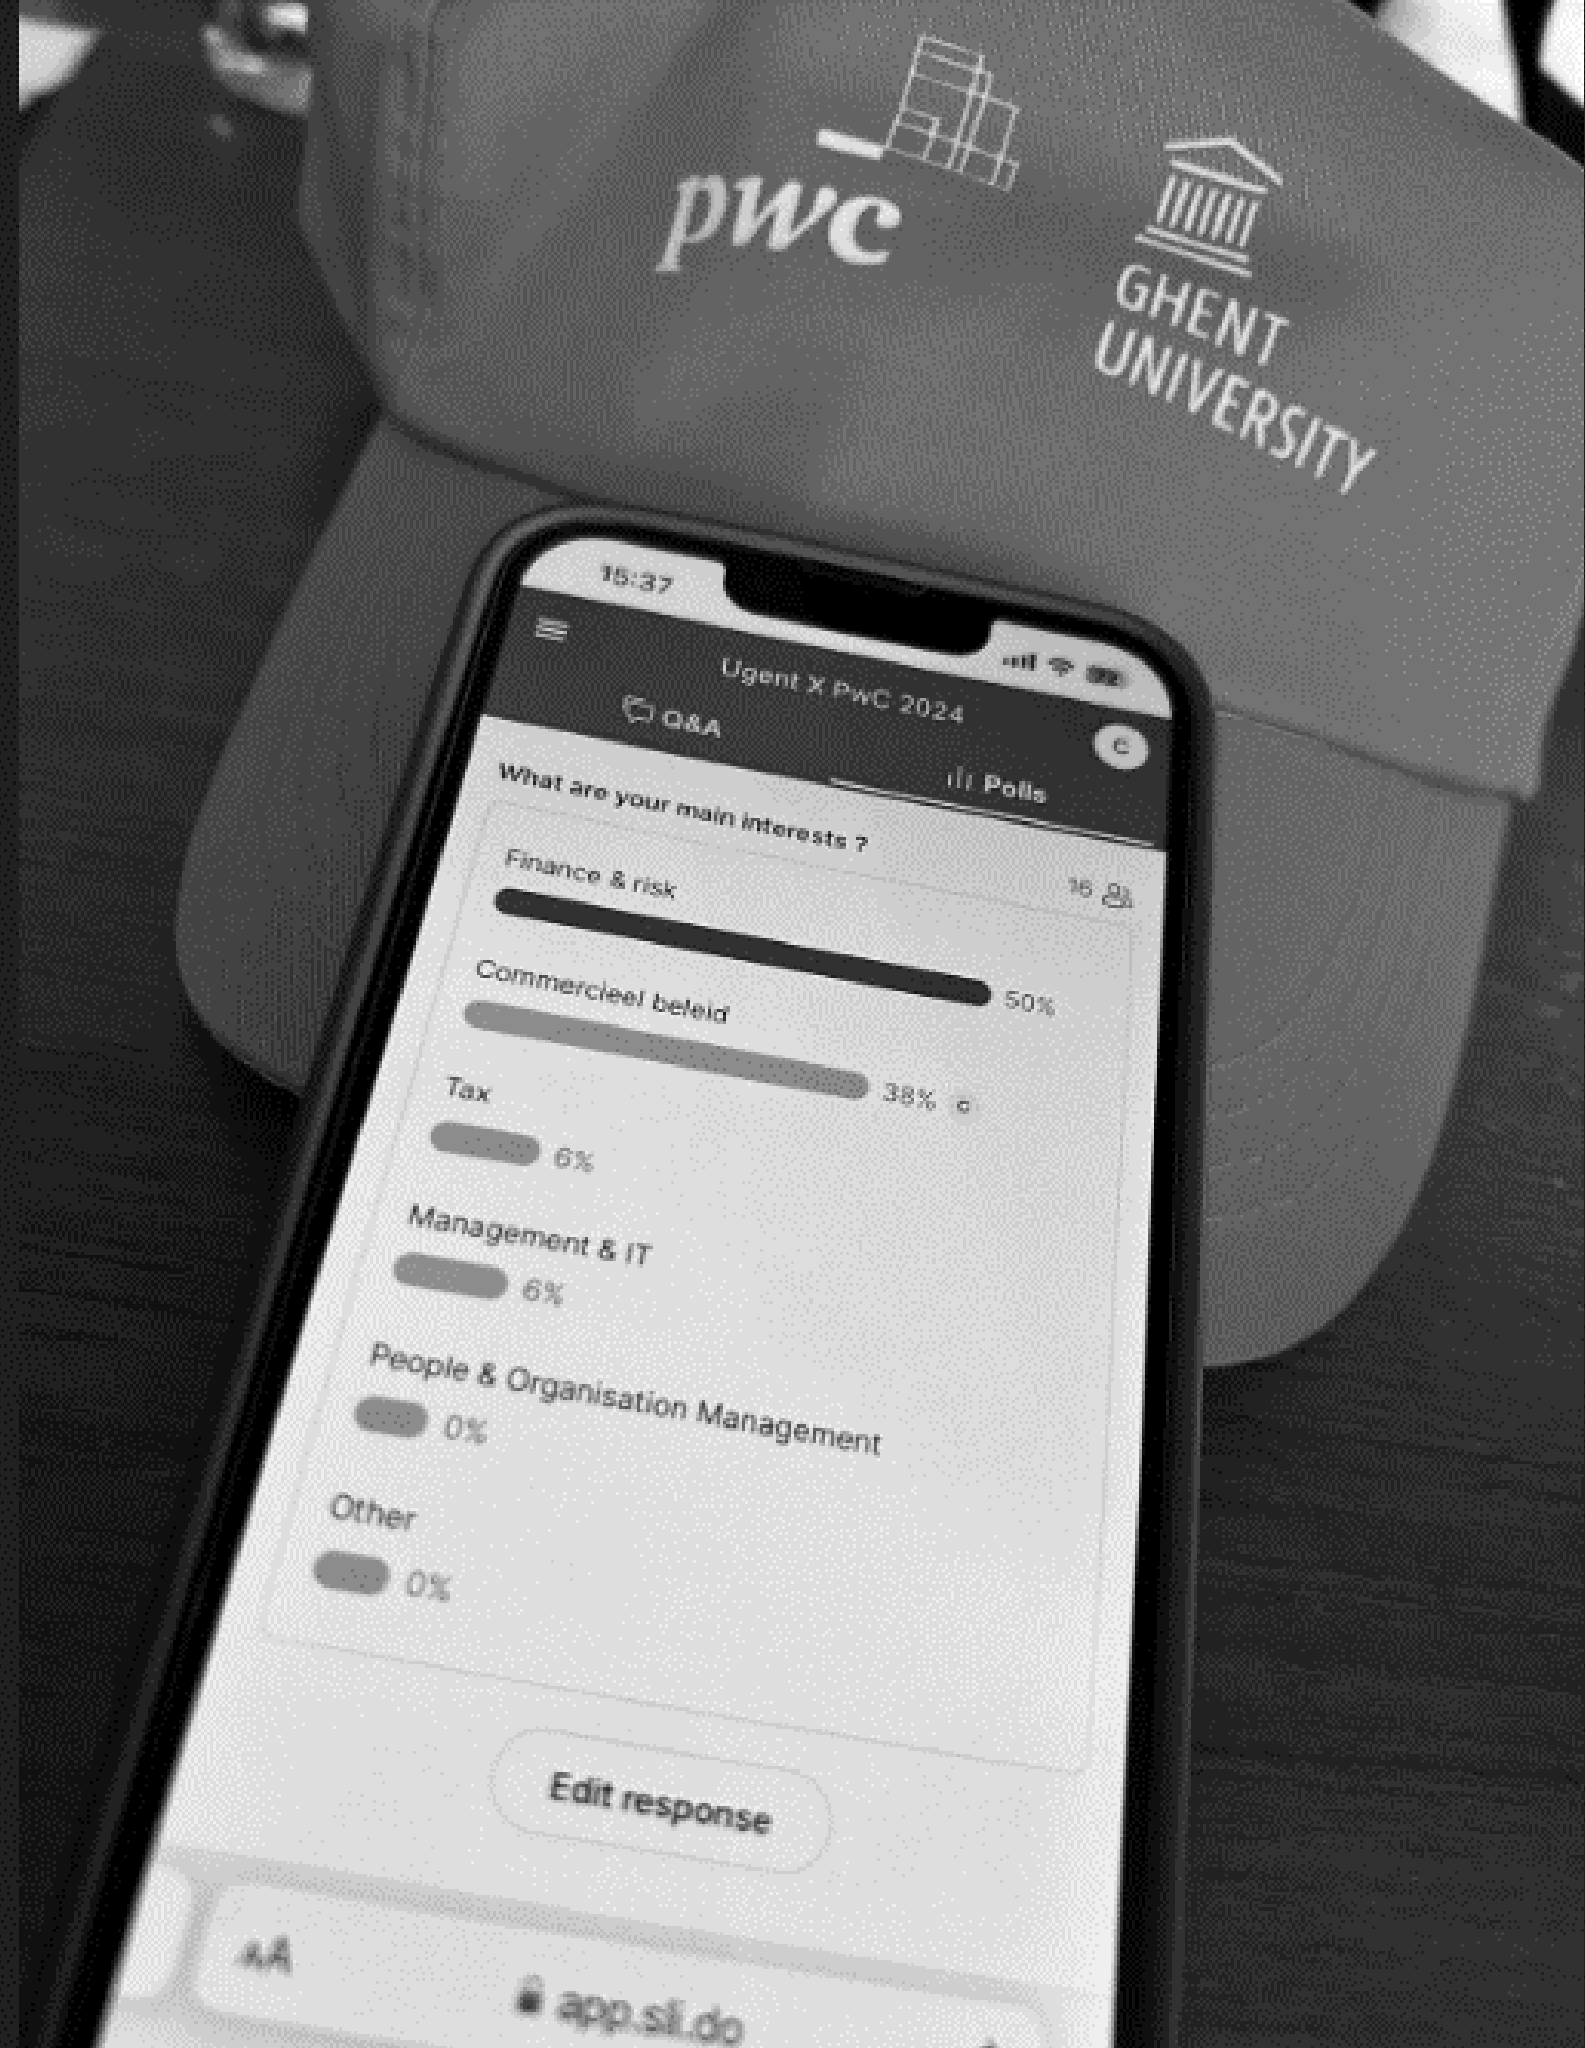 pwc
GHENT
UNIVERSITY
15:37
Ugent X PwC 2024
C
Q&A
Polls
What are your main interests ?
16
Finance & risk
50%
Commercieel beleid
38% C
Tax
6%
Management & IT
6%
People & Organisation Management
0%
Other
0%
Edit response
AA
app.sli.do